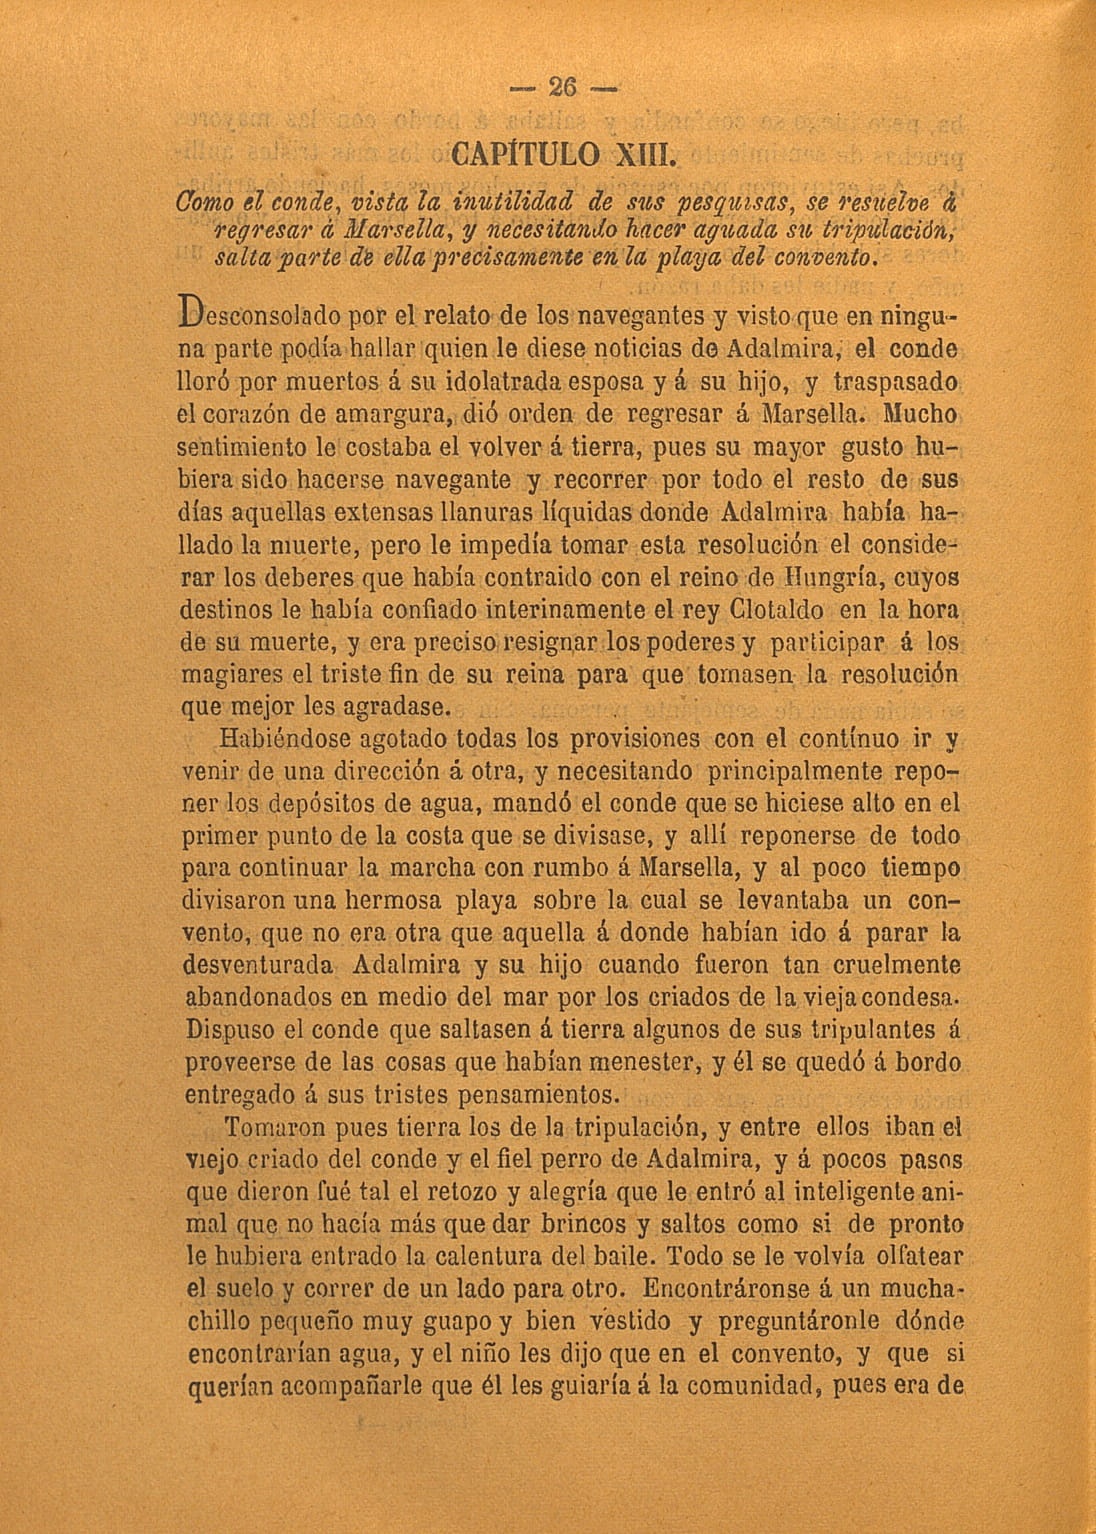 — 26 —
CAPÍTULO XIII.
Como el conde, vista la inutilidad de sus pesquisas, se resuelve á
regresar á Marsella, y necesitando hacer aguada su tripulación,
salta parte de ella precisamente en la playa del convento.
Desconsolado por el relato de los navegantes y visto que en ningu-
na parte podía hallar quien le diese noticias de Adalmira, el conde
lloró por muertos á su idolatrada esposa y á su hijo, y traspasado
el corazón de amargura, dió orden de regresar á Marsella. Mucho
sentimiento le costaba el volver á tierra, pues su mayor gusto hu-
biera sido hacerse navegante y recorrer por todo el resto de sus
días aquellas extensas llanuras líquidas donde Adalmira había ha-
llado la muerte, pero le impedía tomar esta resolución el conside-
rar los deberes que había contraido con el reino de Hungría, cuyos
destinos le había confiado interinamente el rey Clotaldo en la hora
de su muerte, y era preciso resignar los poderes y participar á los
magiares el triste fin de su reina para que tomasen la resolución
que mejor les agradase.
Habiéndose agotado todas los provisiones con el contínuo ir y
venir de una dirección á otra, y necesitando principalmente repo-
ner los depósitos de agua, mandó el conde que se hiciese alto en el
primer punto de la costa que se divisase, y allí reponerse de todo
para continuar la marcha con rumbo á Marsella, y al poco tiempo
divisaron una hermosa playa sobre la cual se levantaba un con-
vento, que no era otra que aquella á donde habían ido á parar la
desventurada Adalmira y su hijo cuando fueron tan cruelmente
abandonados en medio del mar por los criados de la vieja condesa.
Dispuso el conde que saltasen á tierra algunos de sus tripulantes á
proveerse de las cosas que habían menester, y él se quedó á bordo
entregado á sus tristes pensamientos.
Tomaron pues tierra los de la tripulación, y entre ellos iban el
viejo criado del conde y el fiel perro de Adalmira, y á pocos pasos
que dieron fué tal el retozo y alegría que le entró al inteligente ani-
mal que no hacía más que dar brincos y saltos como si de pronto
le hubiera entrado la calentura del baile. Todo se le volvía olfatear
el suelo y correr de un lado para otro. Encontráronse á un mucha-
chillo pequeño muy guapo y bien vestido y preguntáronle dónde
encontrarían agua, y el niño les dijo que en el convento, y que si
querían acompañarle que él les guiaría á la comunidad, pues era de